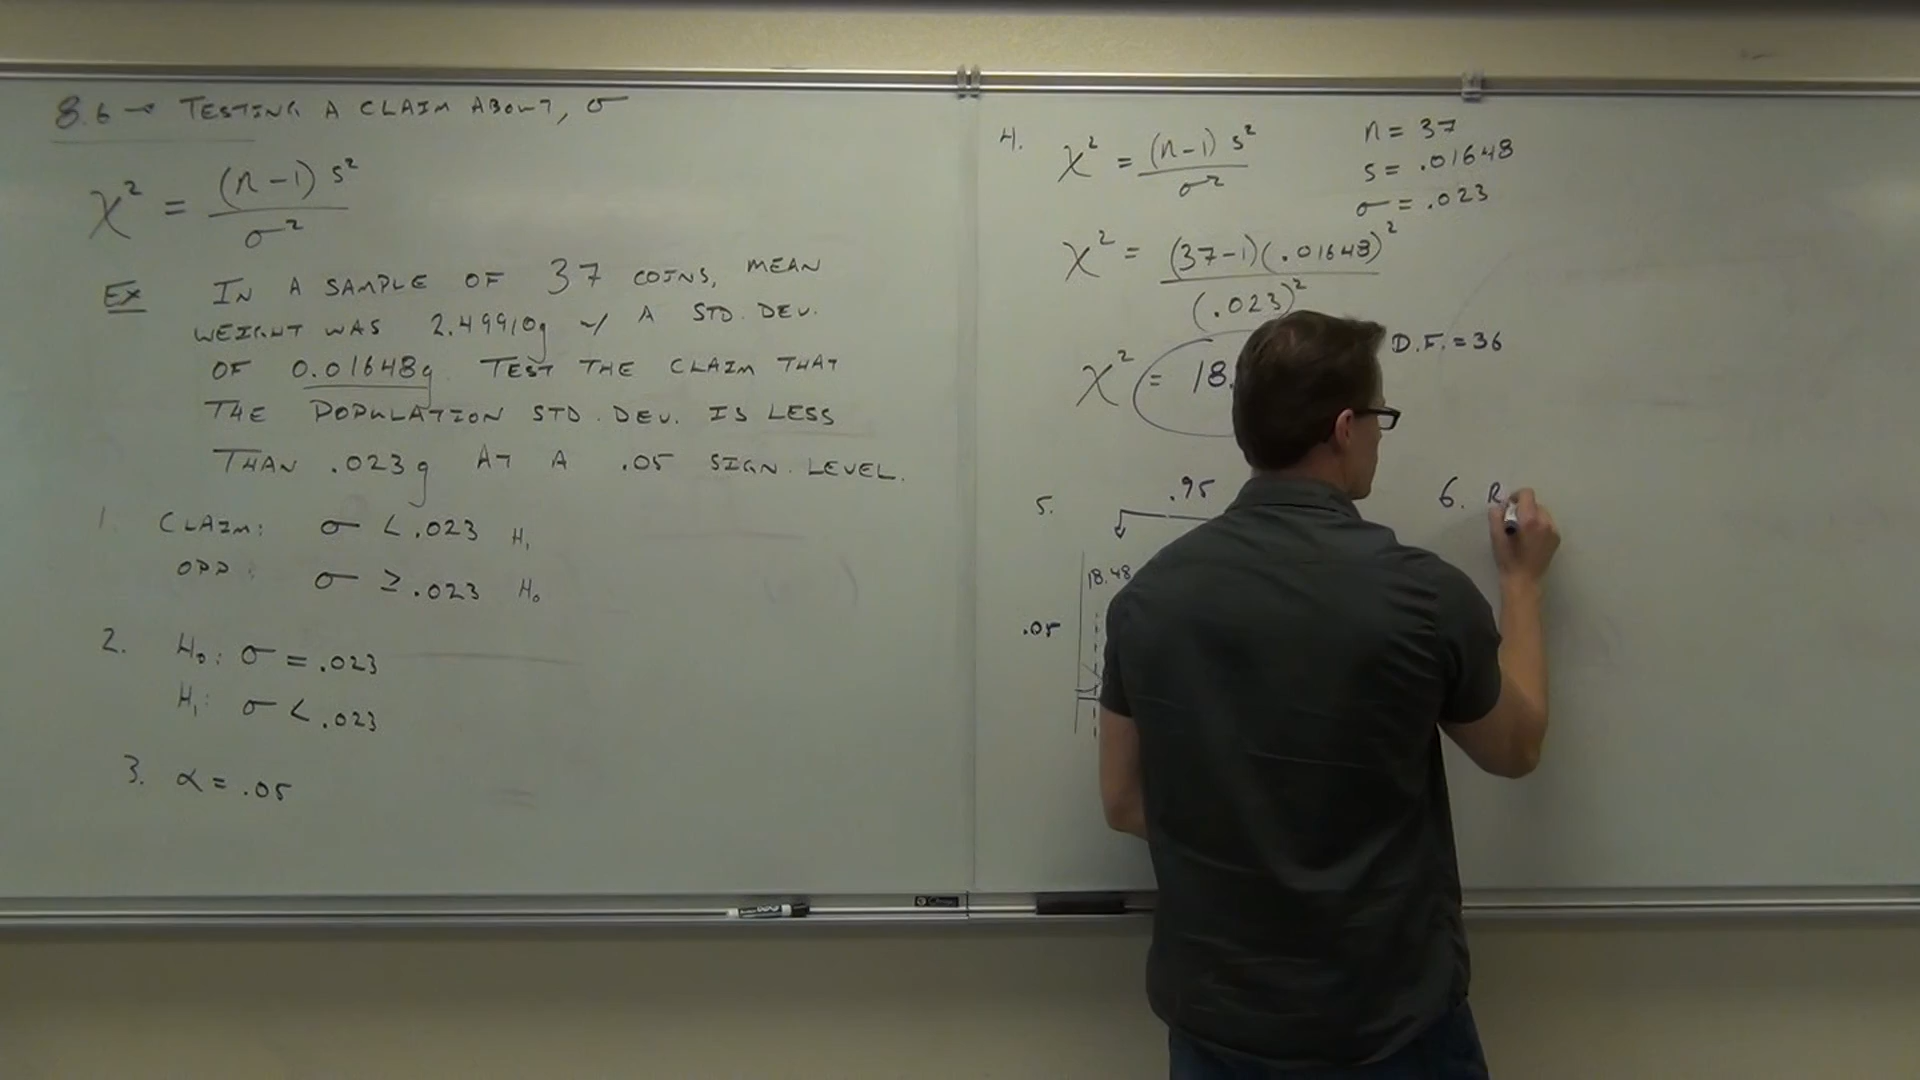 8.6 → TESTING A CLAIM ABOUT, σ
χ² = (n-1) s² / σ²
EX IN A SAMPLE OF 37 COINS, MEAN
WEIGHT WAS 2.49910g w/ A STD. DEV.
OF 0.01648g. TEST THE CLAIM THAT
THE POPULATION STD. DEV. IS LESS
THAN .023g AT A .05 SIGN. LEVEL.
1. CLAIM: σ < .023 H₁
OPP: σ ≥ .023 H₀
2. H₀: σ = .023
H₁: σ < .023
3. α = .05
4. χ² = (n-1) s² / σ²
n = 37
s = .01648
σ = .023
χ² = (37-1)(.01648)² / (.023)²
χ² = 18.
D.F. = 36
5. .95
18.48
.05
6. R